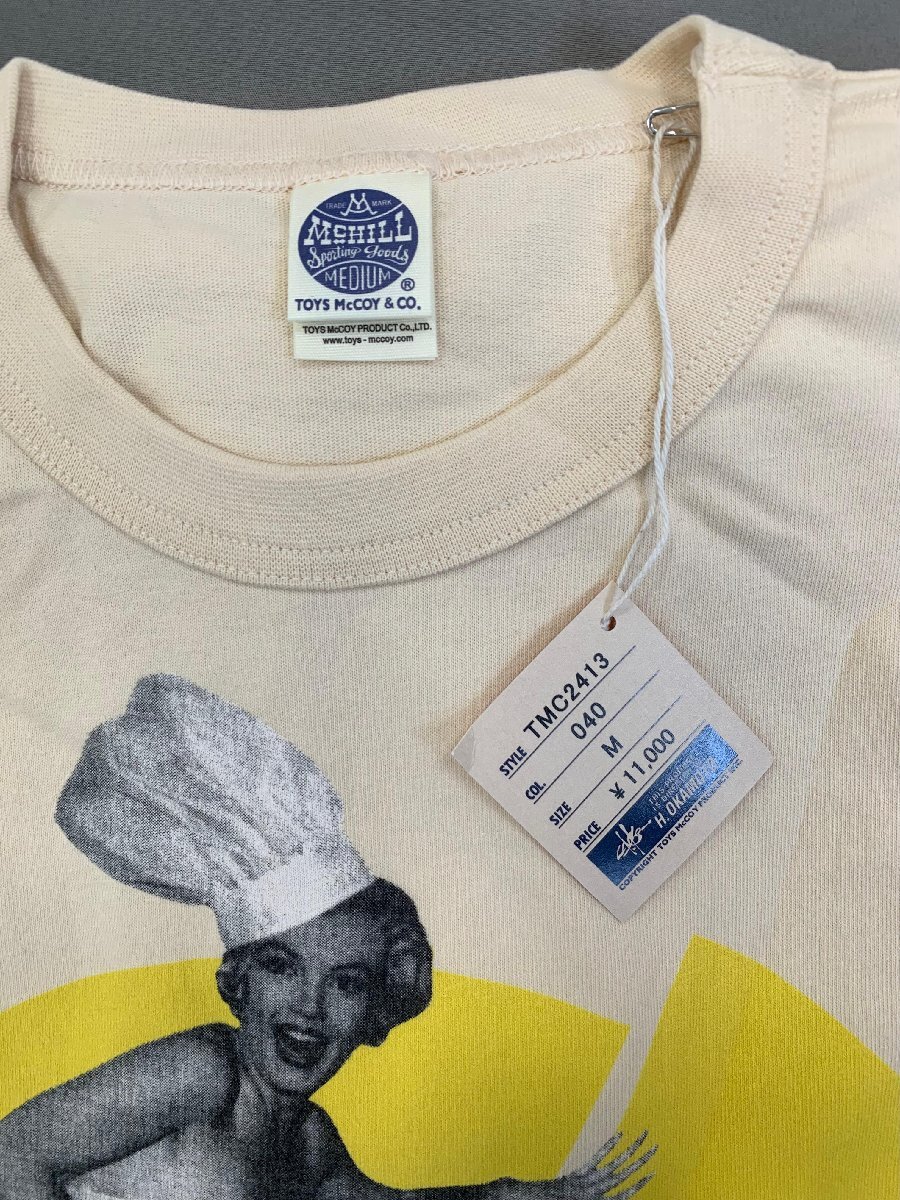 TRADE MARK
McHILL
Sporting Goods
MEDIUM
®
TOYS McCOY & CO.
TOYS McCOY PRODUCT Co.,LTD.
www.toys-mccoy.com
STYLE TMC2413
COL. 040
SIZE M
PRICE ¥11,000
H.OKAMOTO
COPYRIGHT TOYS McCOY PRODUCT